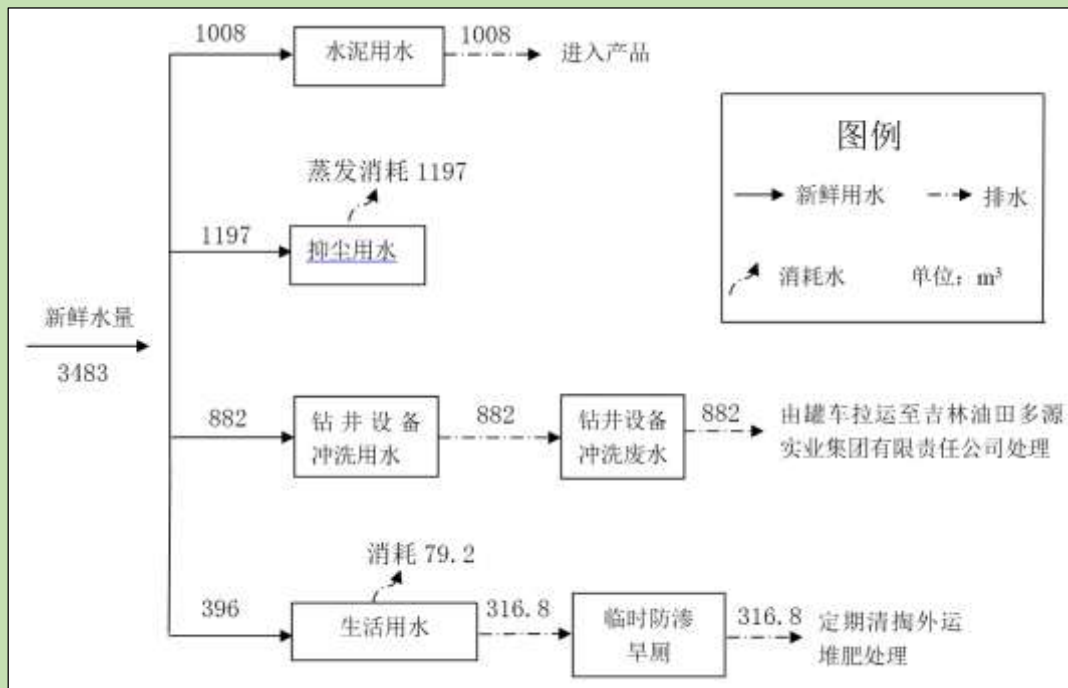 1008
水泥用水
1008
进入产品
图例
新鲜用水
排水
消耗水
单位：m³
蒸发消耗 1197
1197
抑尘用水
新鲜水量
3483
882
钻井设备
冲洗用水
882
钻井设备
冲洗废水
882
由罐车拉运至吉林油田多源
实业集团有限责任公司处理
消耗 79.2
396
生活用水
316.8
临时防渗
旱厕
316.8
定期清掏外运
堆肥处理